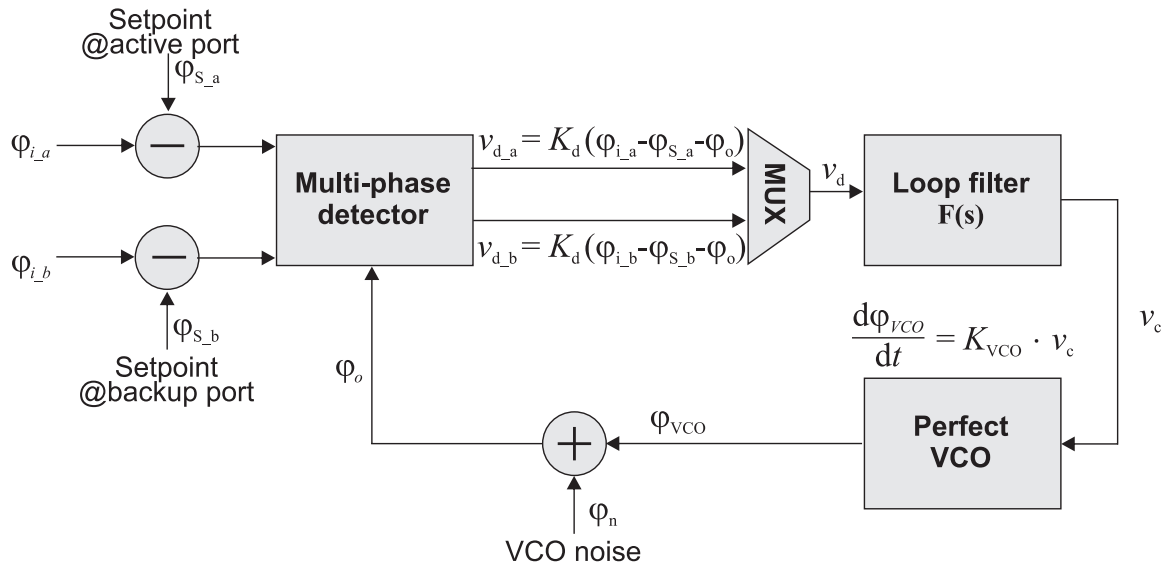 Setpoint
@active port
φS_a
φi_a
−
Multi-phase
detector
vd_a = Kd (φi_a-φS_a-φo)
MUX
vd
Loop filter
F(s)
φi_b
−
vd_b = Kd (φi_b-φS_b-φo)
φS_b
Setpoint
@backup port
φo
dφVCO/dt = KVCO · vc
vc
φVCO
+
Perfect
VCO
φn
VCO noise